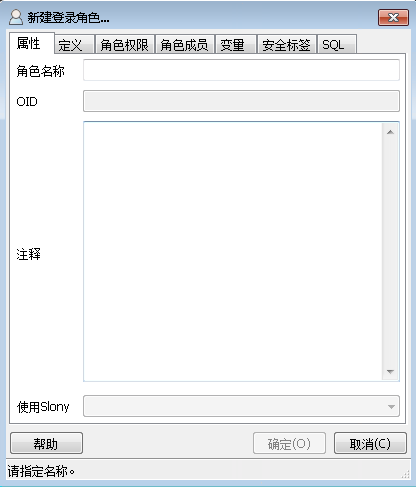 新建登录角色...
属性 定义 角色权限 角色成员 变量 安全标签 SQL
角色名称
OID
注释
使用Slony
帮助 确定(O) 取消(C)
请指定名称。